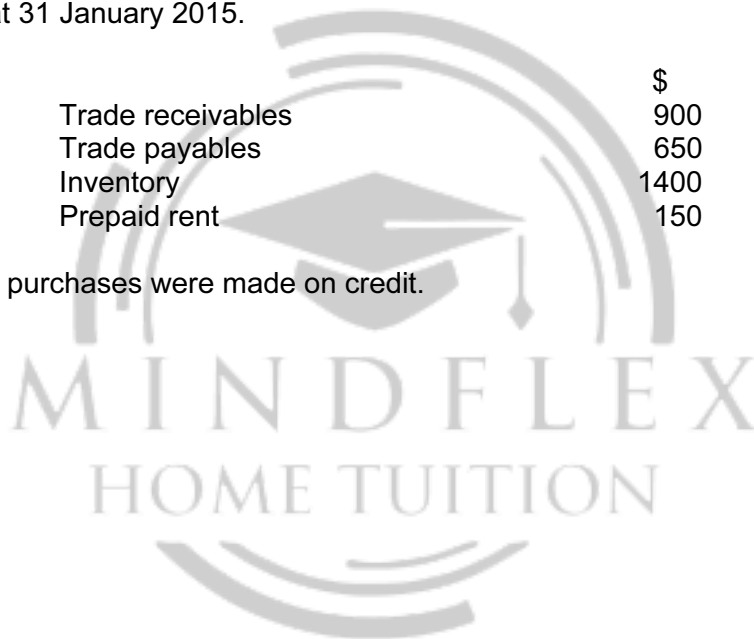 at 31 January 2015.
$
Trade receivables 900
Trade payables 650
Inventory 1400
Prepaid rent 150
purchases were made on credit.
MINDFLEX
HOME TUITION